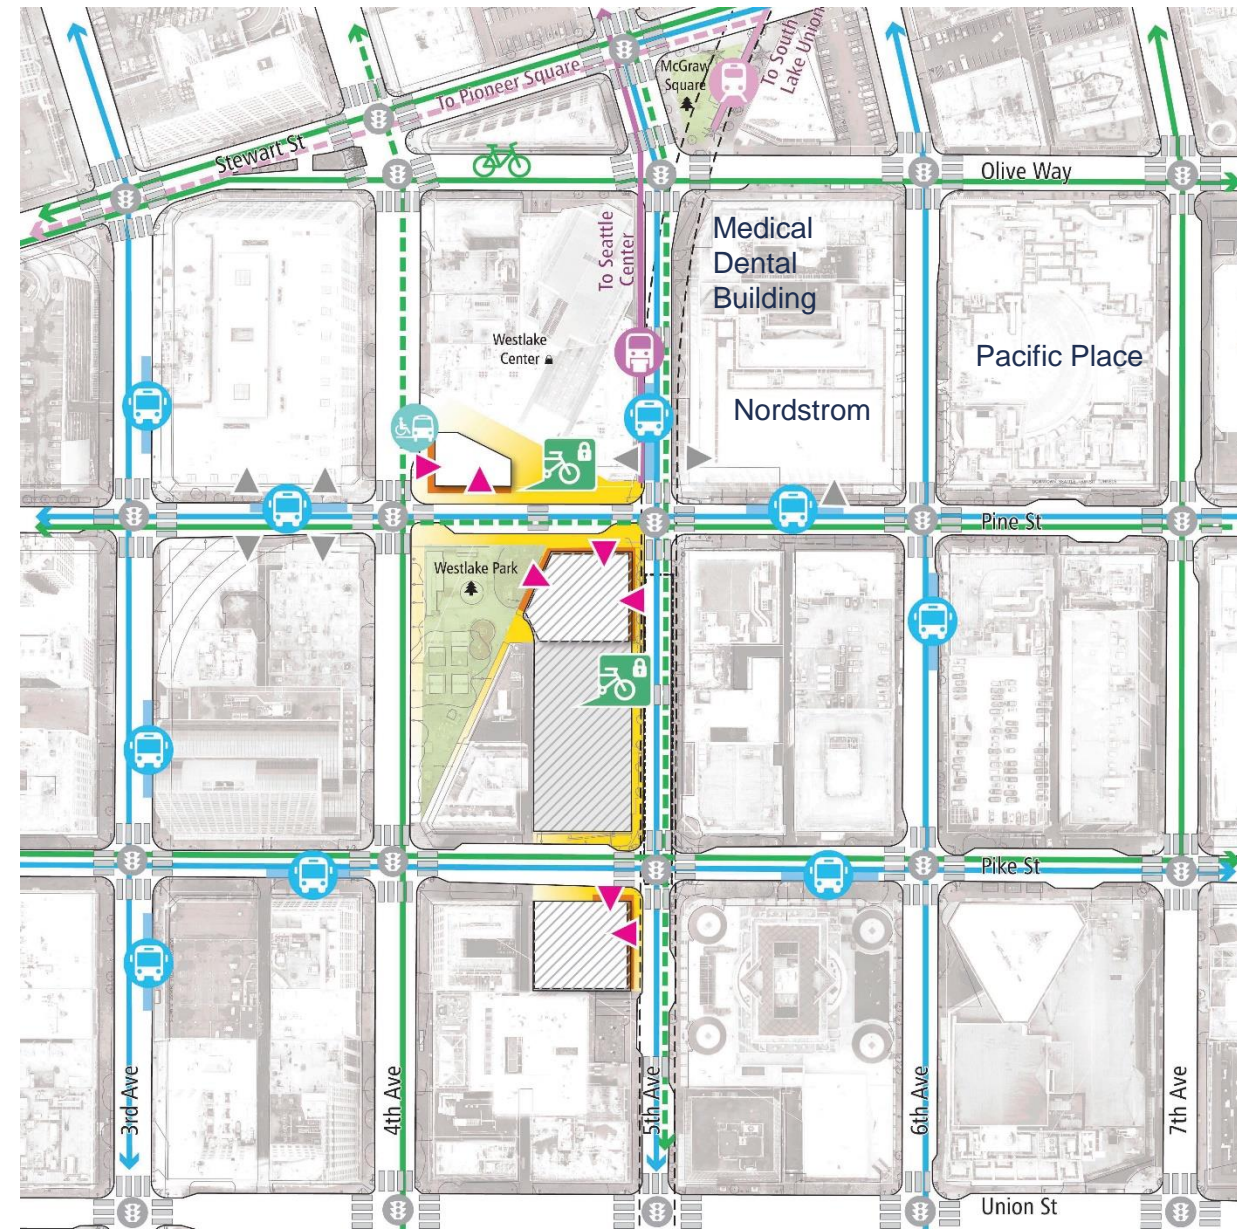 McGraw
Square
To South
Lake Union
To Pioneer Square
Stewart St
Olive Way
To Seattle
Center
Medical
Dental
Building
Westlake
Center
Pacific Place
Nordstrom
Pine St
Westlake Park
Pike St
3rd Ave
4th Ave
5th Ave
6th Ave
7th Ave
Union St